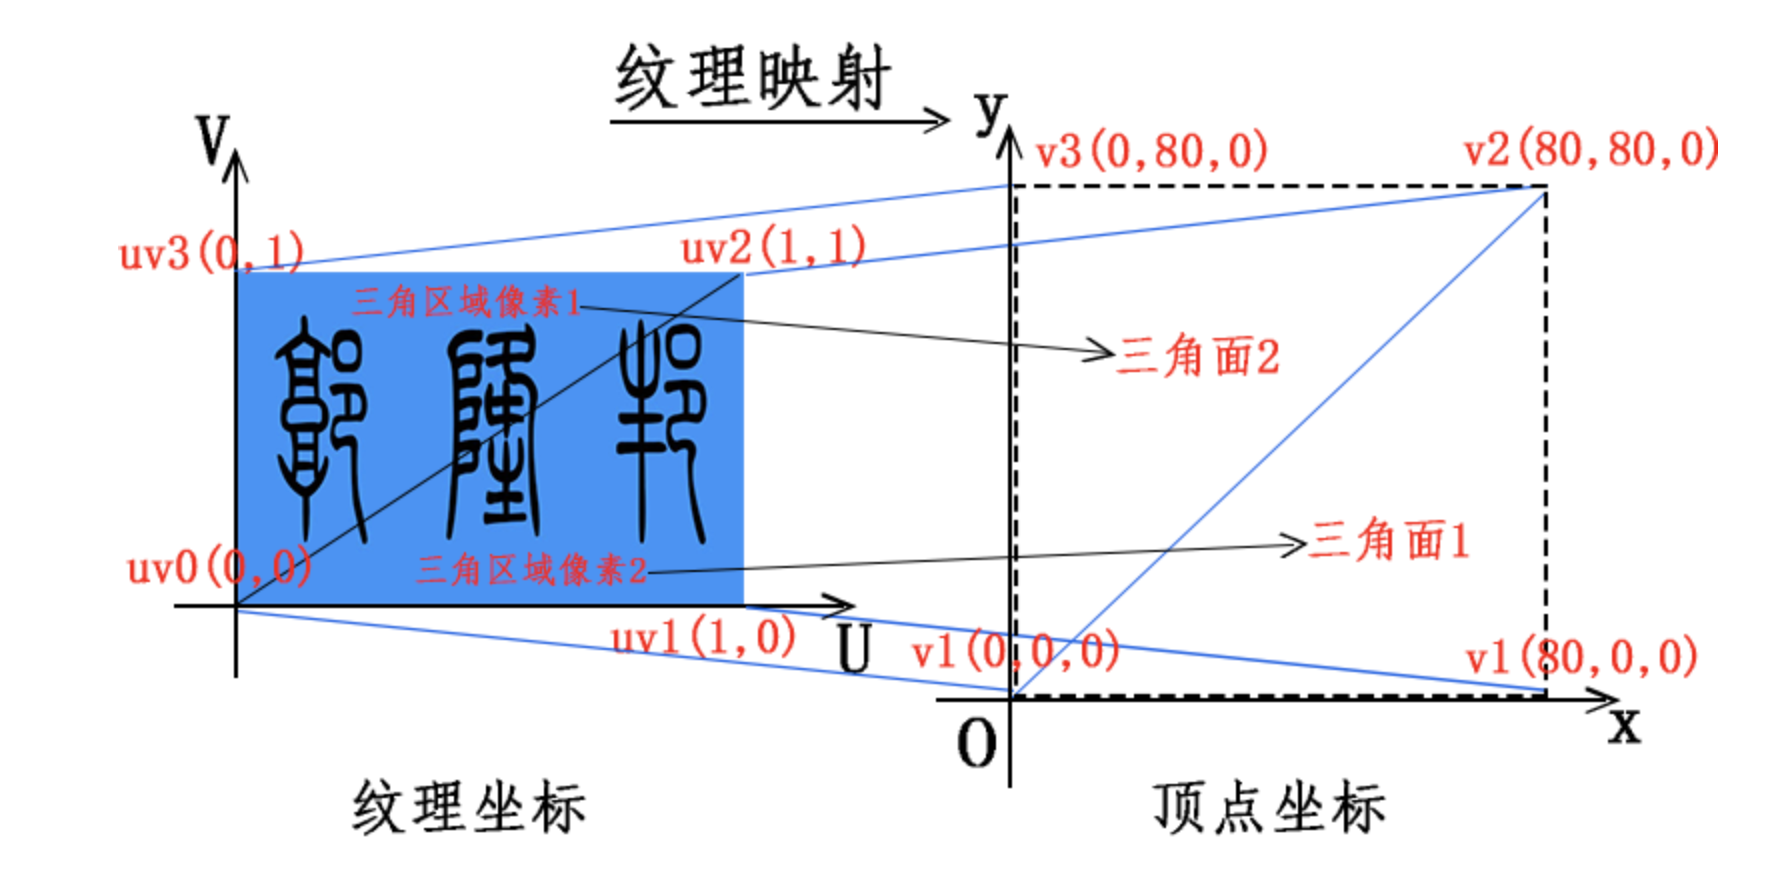 纹理映射
V
y
v3(0,80,0)
v2(80,80,0)
uv3(0,1)
uv2(1,1)
三角区域像素1
三角面2
郭隆邦
三角面1
uv0(0,0)
三角区域像素2
uv1(1,0)
U
v1(0,0,0)
v1(80,0,0)
O
x
纹理坐标
顶点坐标